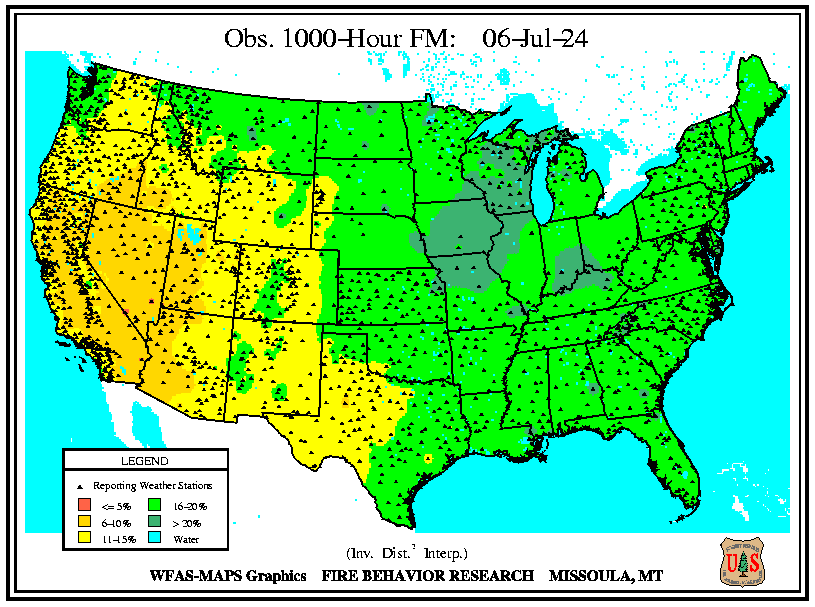 Obs. 1000-Hour FM: 06-Jul-24
LEGEND
Reporting Weather Stations
<= 5%
16-20%
6-10%
> 20%
11-15%
Water
(Inv. Dist.² Interp.)
WFAS-MAPS Graphics FIRE BEHAVIOR RESEARCH MISSOULA, MT
U S